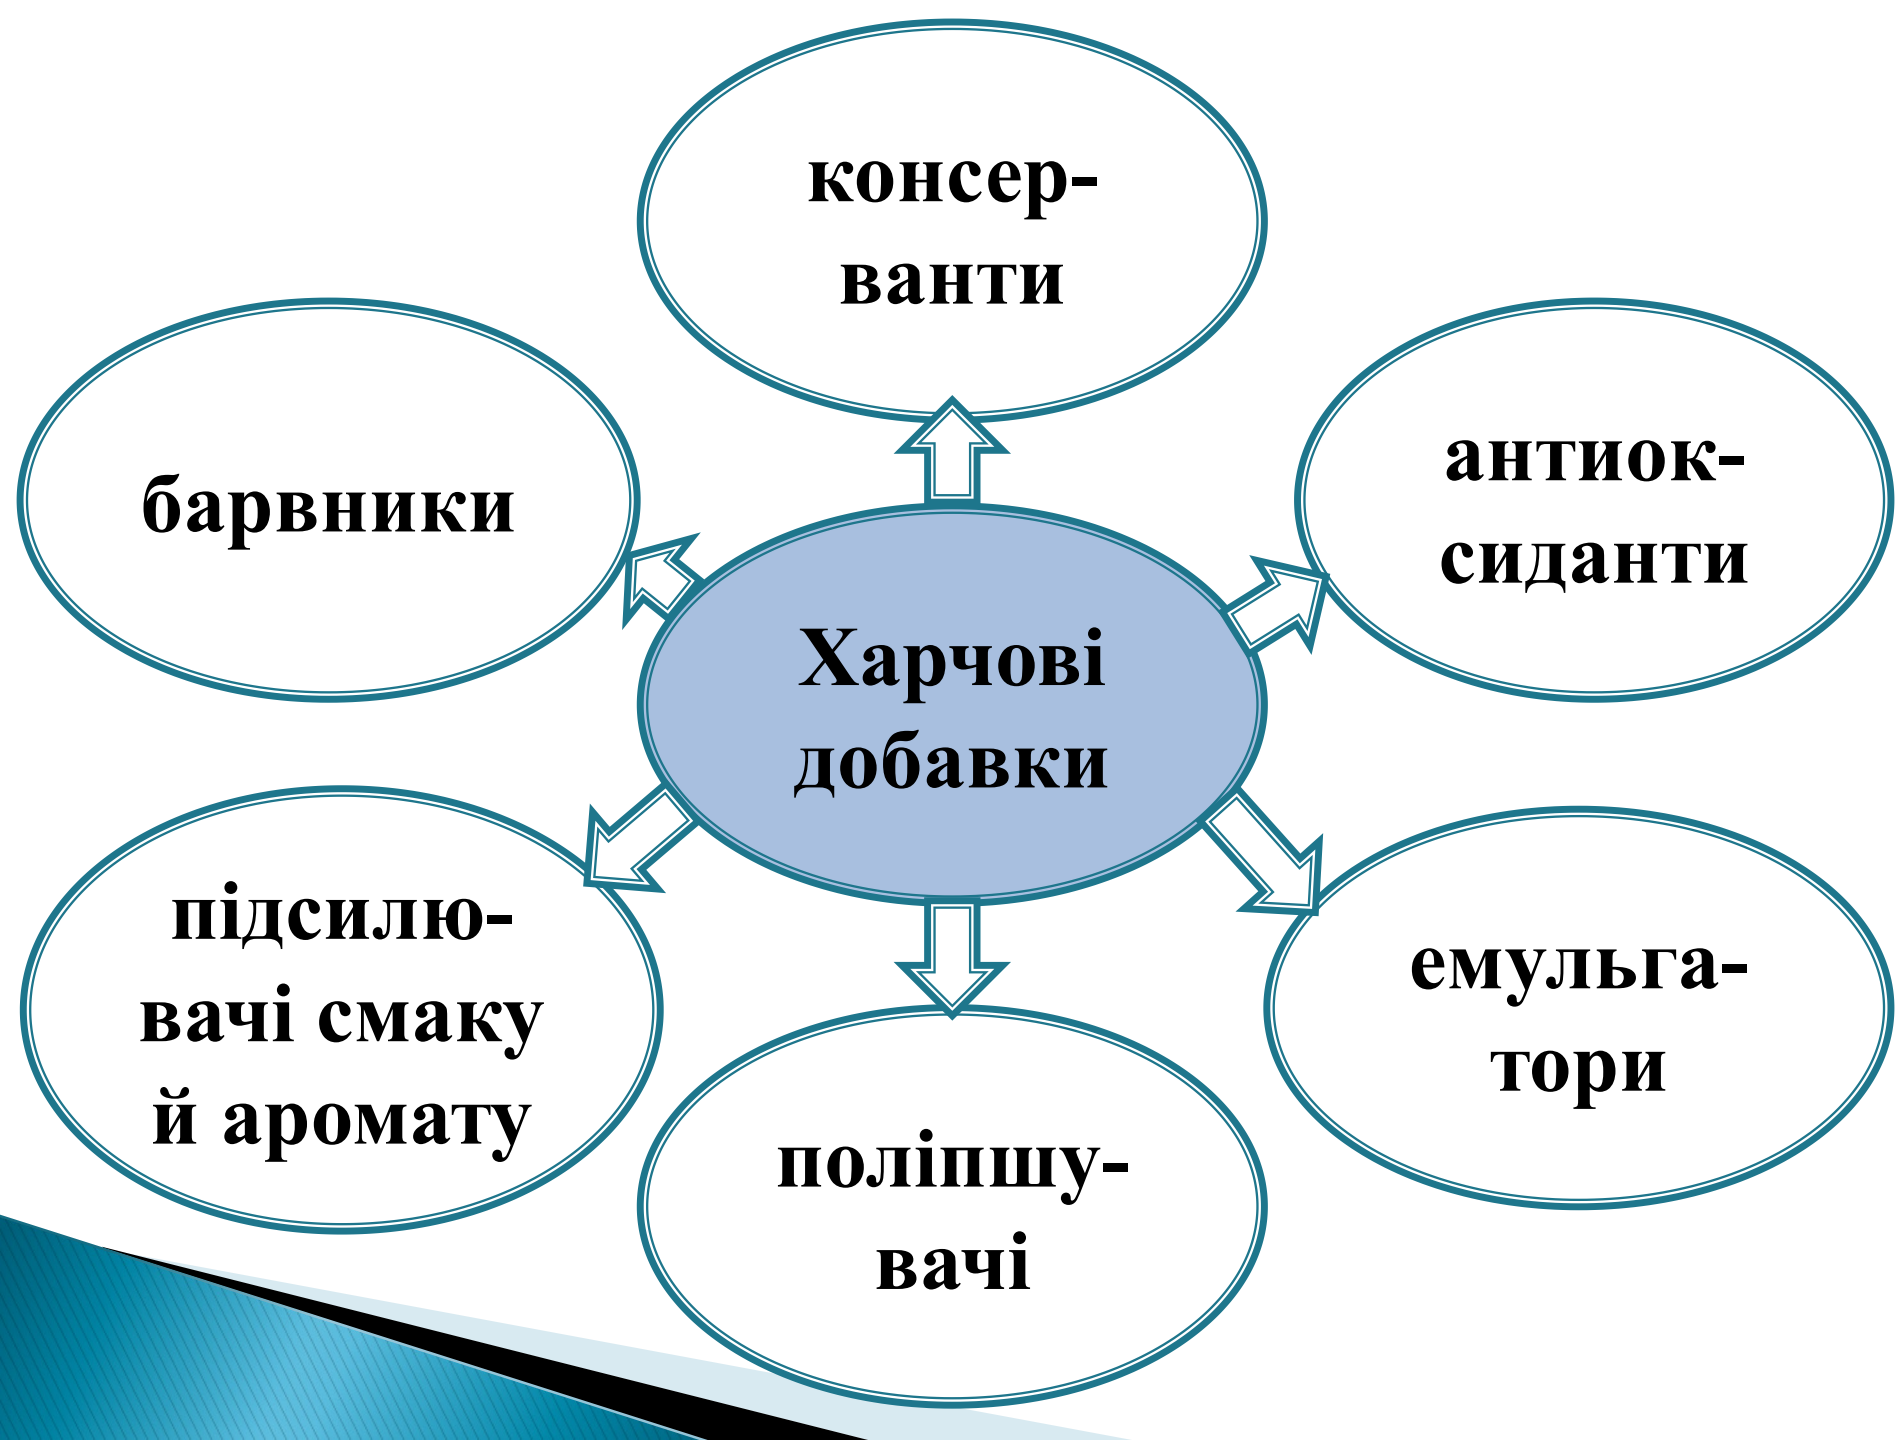 консер-
ванти
барвники
антиок-
сиданти
Харчові
добавки
підсилю-
вачі смаку
й аромату
емульга-
тори
поліпшу-
вачі